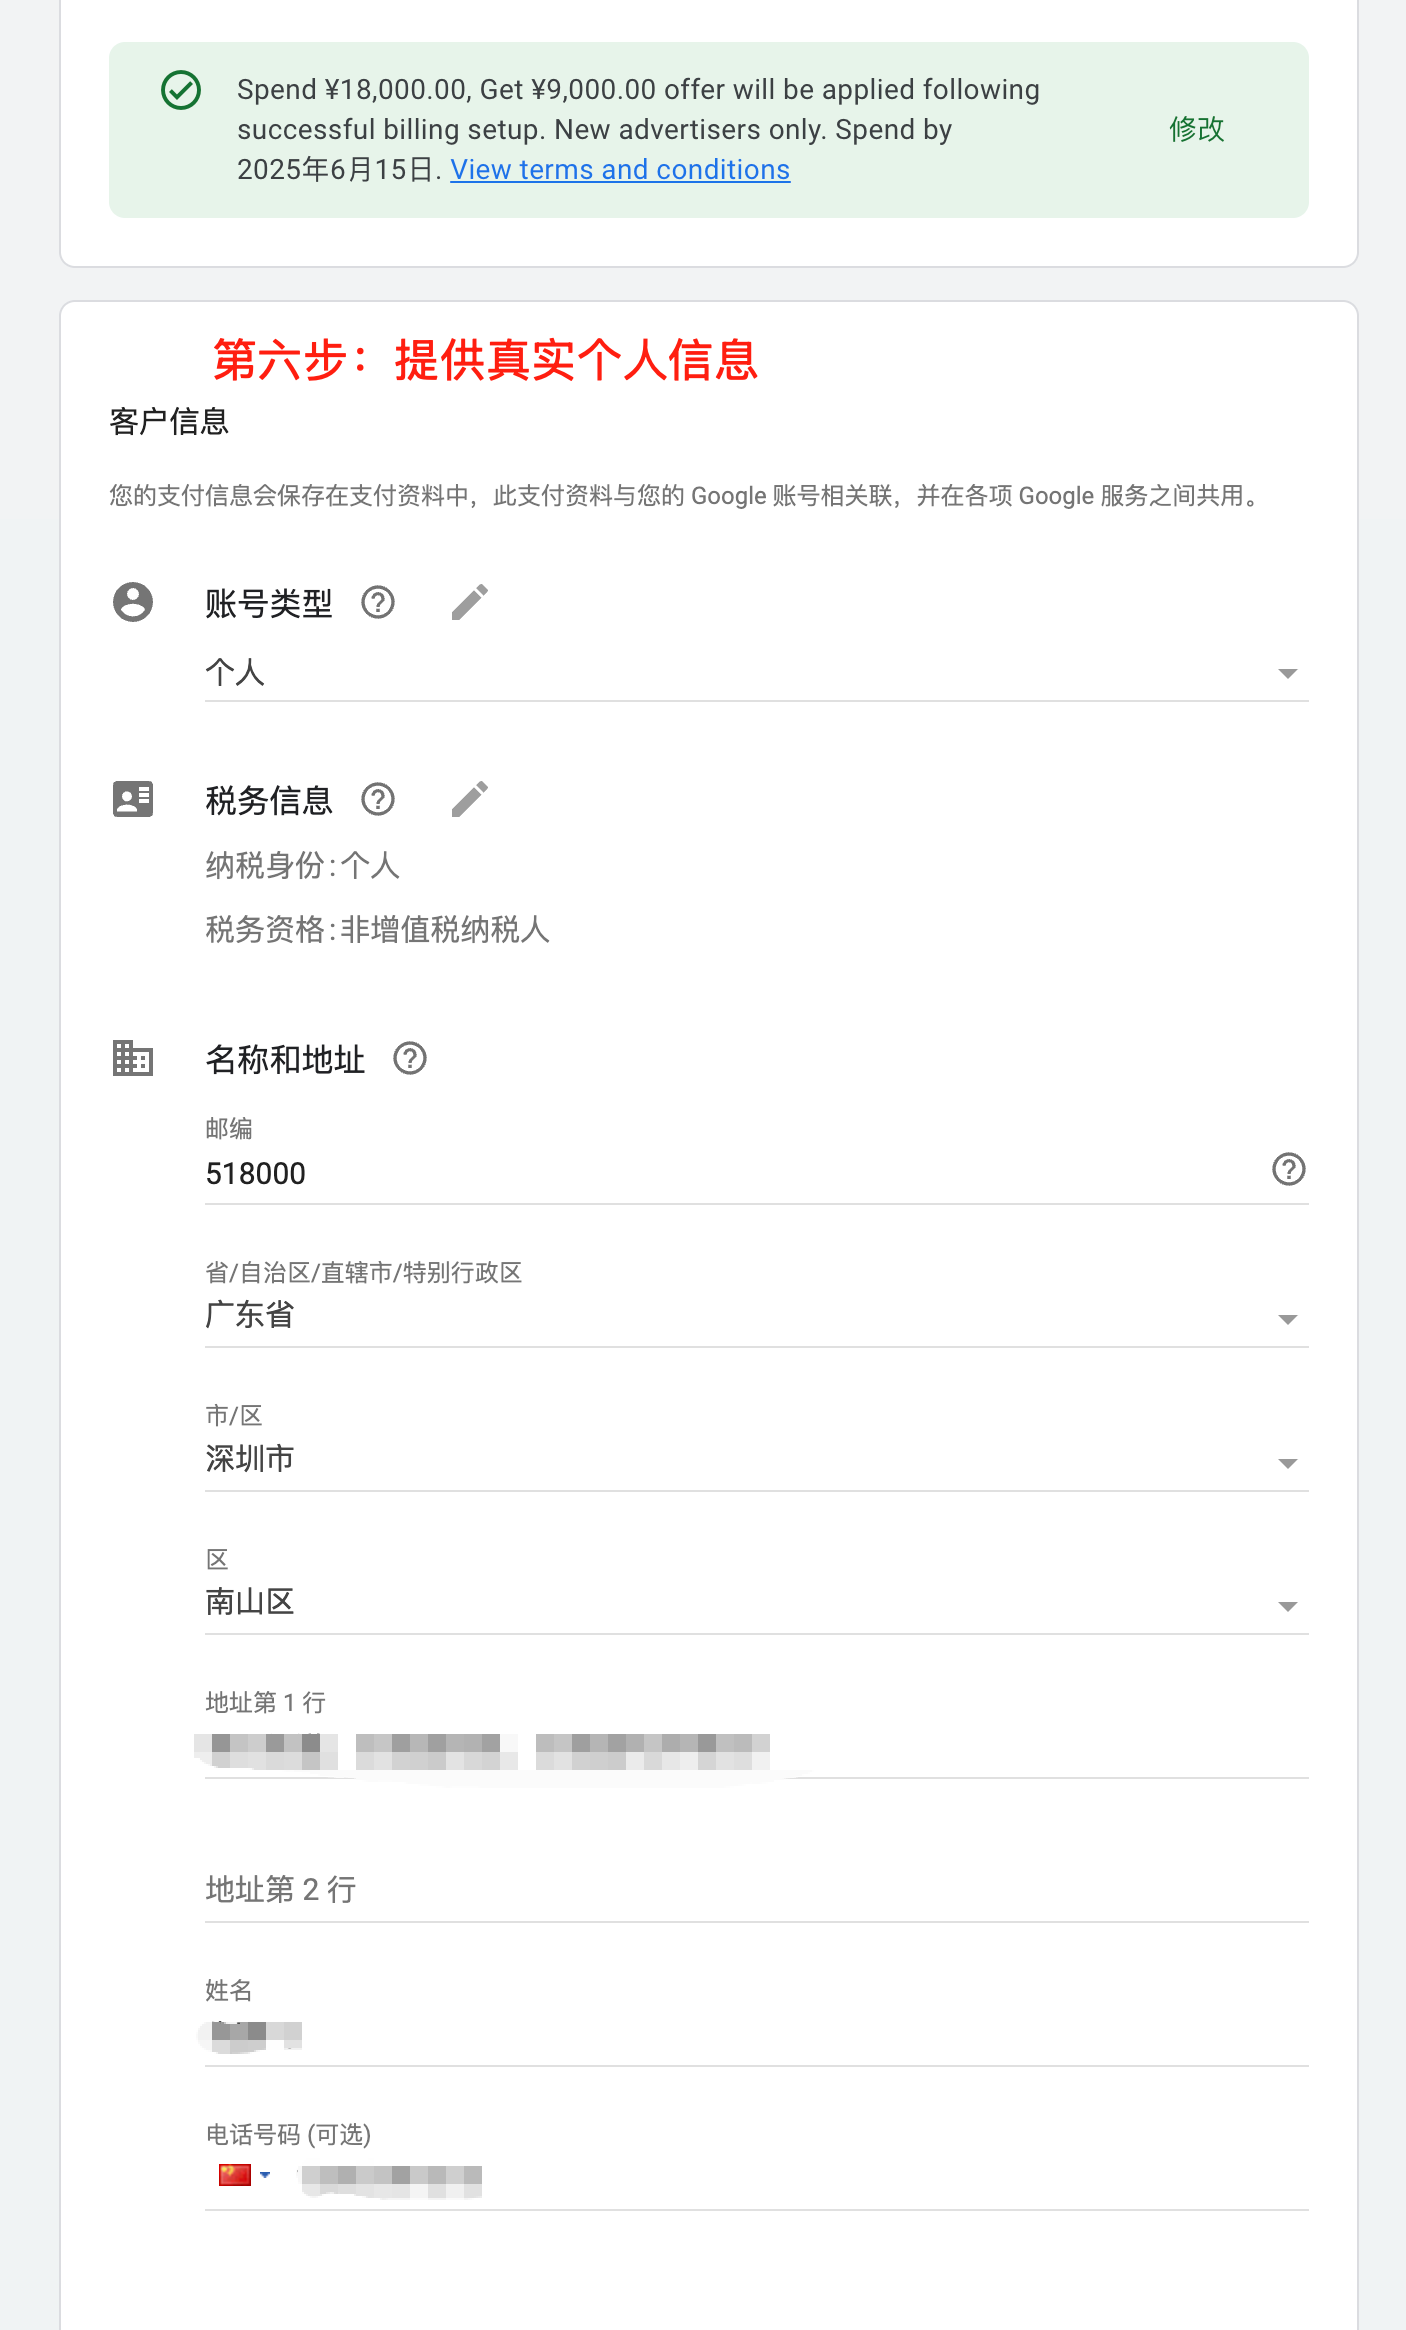 Spend ¥18,000.00, Get ¥9,000.00 offer will be applied following
successful billing setup. New advertisers only. Spend by
2025年6月15日. View terms and conditions
修改
第六步：提供真实个人信息
客户信息
您的支付信息会保存在支付资料中，此支付资料与您的 Google 账号相关联，并在各项 Google 服务之间共用。
账号类型
个人
税务信息
纳税身份：个人
税务资格：非增值税纳税人
名称和地址
邮编
518000
省/自治区/直辖市/特别行政区
广东省
市/区
深圳市
区
南山区
地址第 1 行
地址第 2 行
姓名
电话号码 (可选)